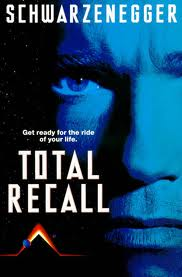 SCHWARZENEGGER
Get ready for the ride
of your life.
TOTAL
RECALL